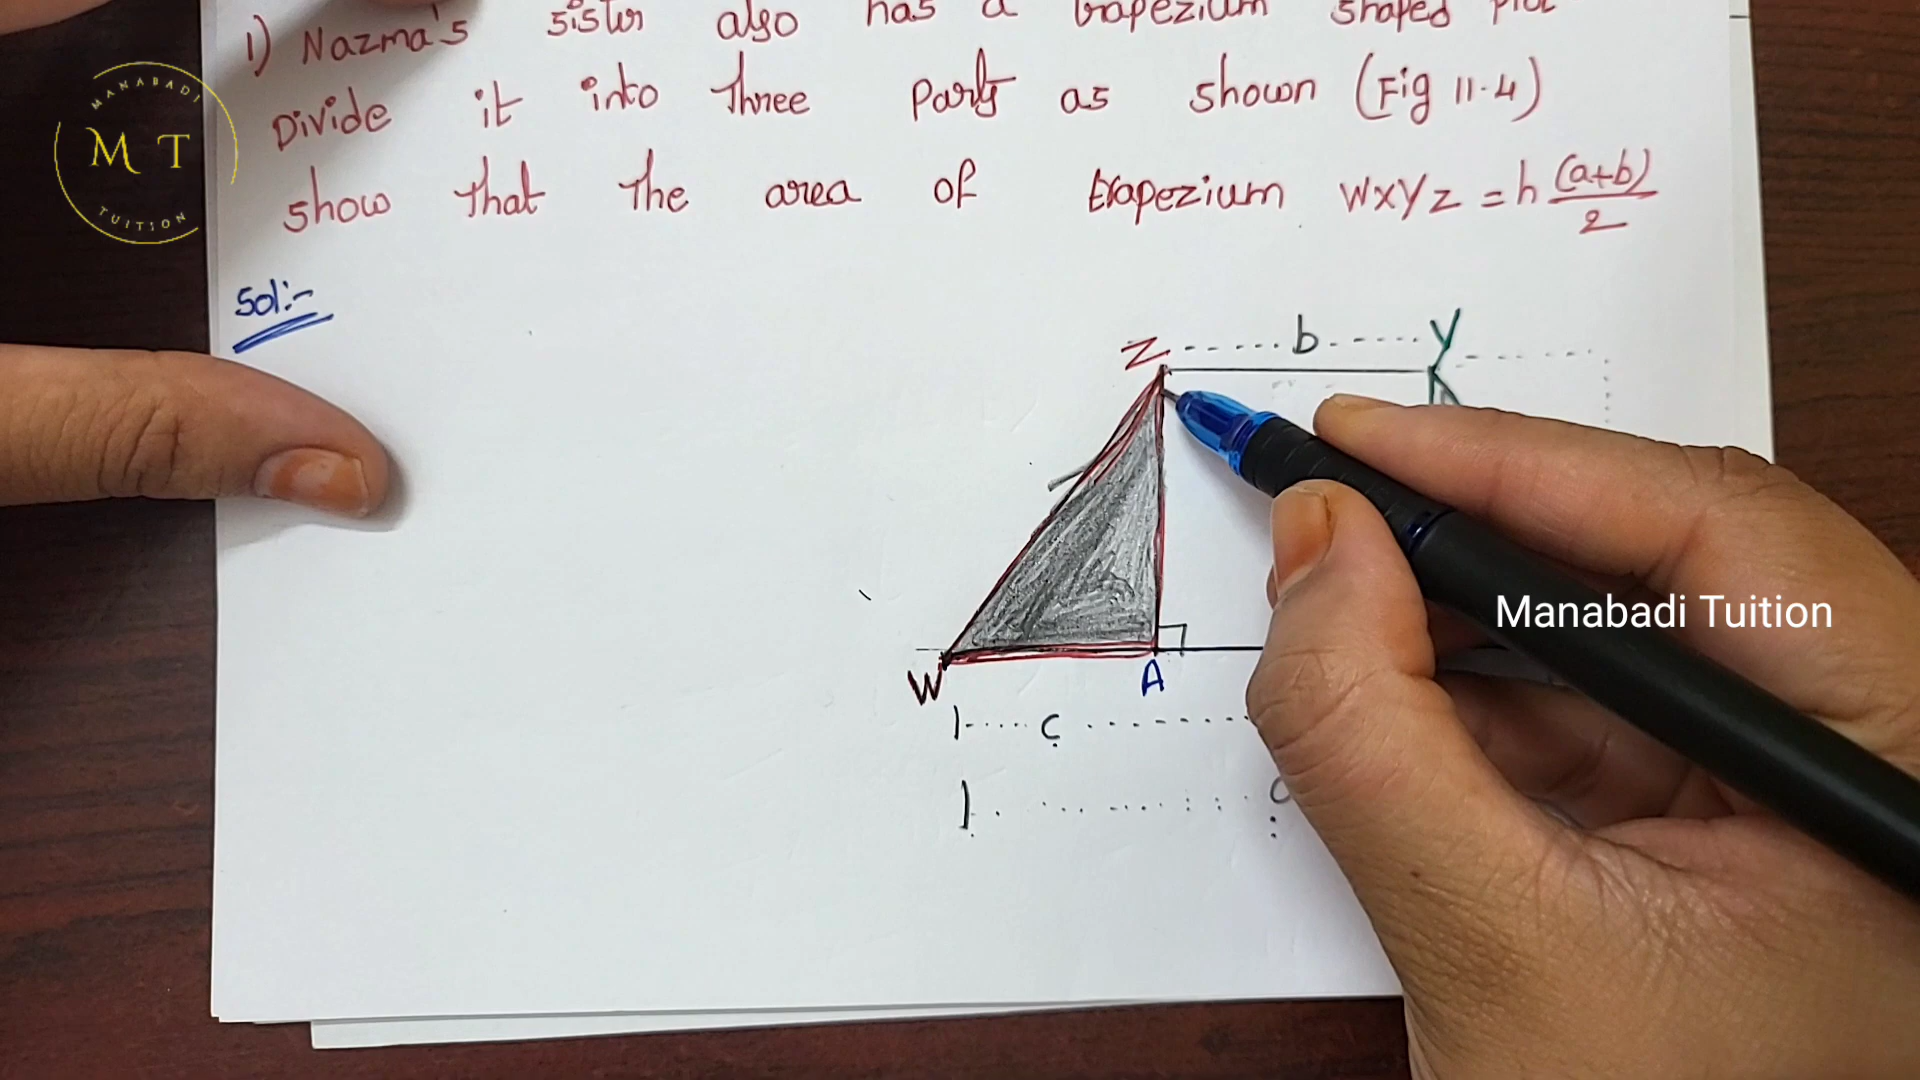 1) Nazma's sister also has a trapezium shaped plot
Divide it into three parts as shown (Fig 11.4)
show that the area of trapezium WXYZ = h (a+b)/2
Sol:-
Z b Y
W A
c
MANABADI
M T
TUITION
Manabadi Tuition